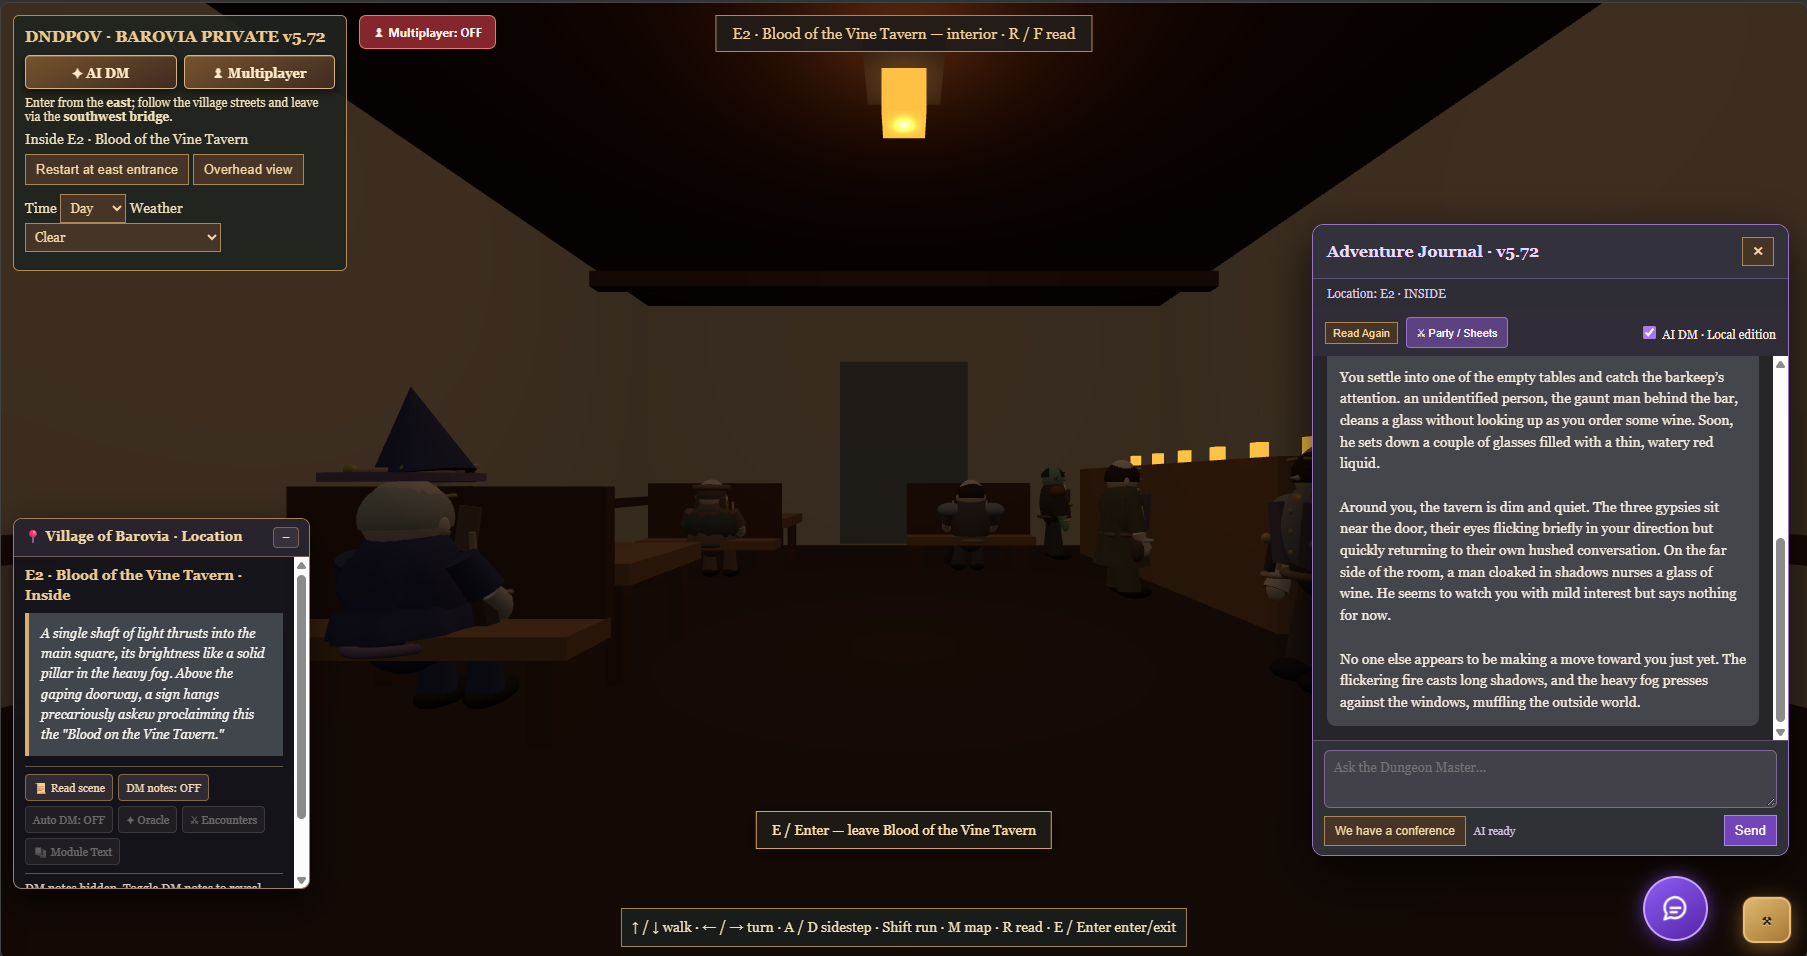 DNDPOV - BAROVIA PRIVATE v5.72
✦ AI DM
Multiplayer
Enter from the east; follow the village streets and leave
via the southwest bridge.
Inside E2 · Blood of the Vine Tavern
Restart at east entrance
Overhead view
Time Day Weather
Clear
Multiplayer: OFF
E2 · Blood of the Vine Tavern — interior · R / F read
Village of Barovia · Location
–
E2 · Blood of the Vine Tavern ·
Inside
A single shaft of light thrusts into the
main square, its brightness like a solid
pillar in the heavy fog. Above the
gaping doorway, a sign hangs
precariously askew proclaiming this
the "Blood on the Vine Tavern."
Read scene
DM notes: OFF
Auto DM: OFF
✦ Oracle
⚔ Encounters
Module Text
DM notes hidden. Toggle DM notes to reveal
Adventure Journal · v5.72
×
Location: E2 · INSIDE
Read Again
⚔ Party / Sheets
AI DM · Local edition
You settle into one of the empty tables and catch the barkeep’s
attention. an unidentified person, the gaunt man behind the bar,
cleans a glass without looking up as you order some wine. Soon,
he sets down a couple of glasses filled with a thin, watery red
liquid.
Around you, the tavern is dim and quiet. The three gypsies sit
near the door, their eyes flicking briefly in your direction but
quickly returning to their own hushed conversation. On the far
side of the room, a man cloaked in shadows nurses a glass of
wine. He seems to watch you with mild interest but says nothing
for now.
No one else appears to be making a move toward you just yet. The
flickering fire casts long shadows, and the heavy fog presses
against the windows, muffling the outside world.
Ask the Dungeon Master...
We have a conference
AI ready
Send
E / Enter — leave Blood of the Vine Tavern
↑ / ↓ walk · ← / → turn · A / D sidestep · Shift run · M map · R read · E / Enter enter/exit